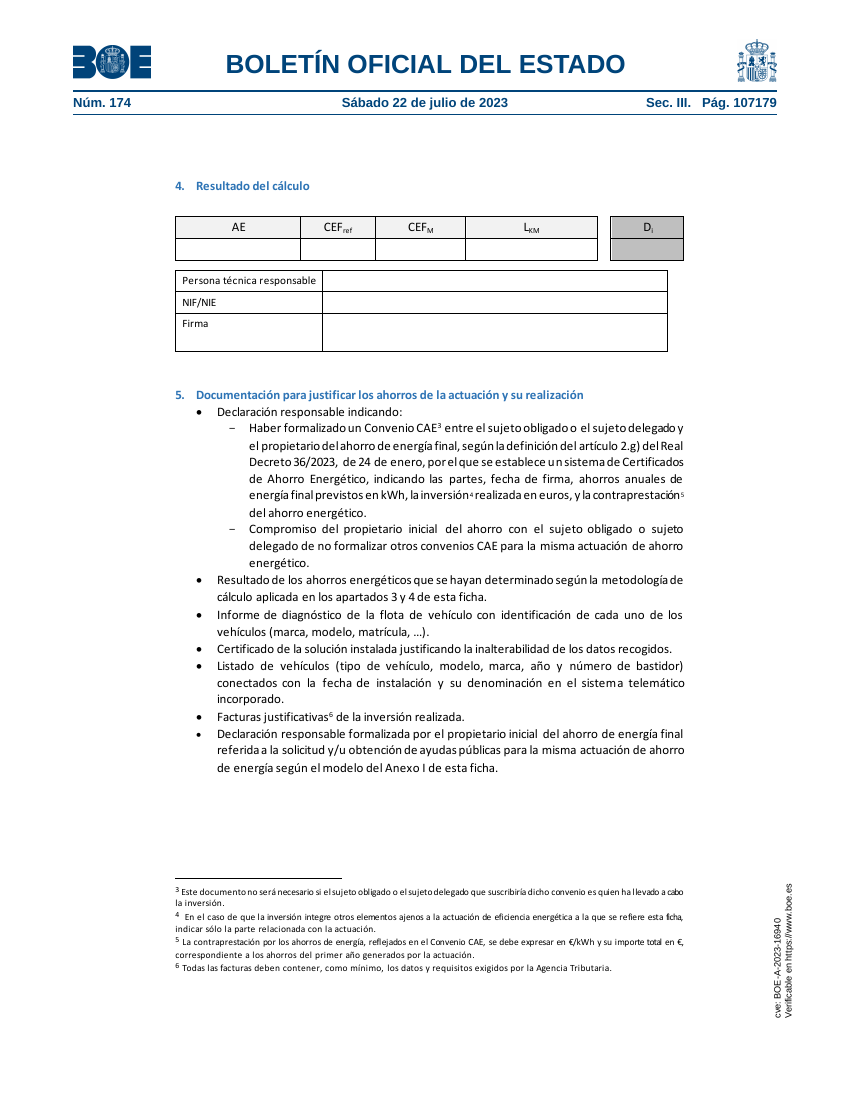 BOE
BOLETÍN OFICIAL DEL ESTADO
Núm. 174 Sábado 22 de julio de 2023 Sec. III. Pág. 107179
4. Resultado del cálculo
AE CEFref CEFM LKM Di
Persona técnica responsable
NIF/NIE
Firma
5. Documentación para justificar los ahorros de la actuación y su realización
• Declaración responsable indicando:
− Haber formalizado un Convenio CAE³ entre el sujeto obligado o el sujeto delegado y
el propietario del ahorro de energía final, según la definición del artículo 2.g) del Real
Decreto 36/2023, de 24 de enero, por el que se establece un sistema de Certificados
de Ahorro Energético, indicando las partes, fecha de firma, ahorros anuales de
energía final previstos en kWh, la inversión⁴ realizada en euros, y la contraprestación⁵
del ahorro energético.
− Compromiso del propietario inicial del ahorro con el sujeto obligado o sujeto
delegado de no formalizar otros convenios CAE para la misma actuación de ahorro
energético.
• Resultado de los ahorros energéticos que se hayan determinado según la metodología de
cálculo aplicada en los apartados 3 y 4 de esta ficha.
• Informe de diagnóstico de la flota de vehículo con identificación de cada uno de los
vehículos (marca, modelo, matrícula, …).
• Certificado de la solución instalada justificando la inalterabilidad de los datos recogidos.
• Listado de vehículos (tipo de vehículo, modelo, marca, año y número de bastidor)
conectados con la fecha de instalación y su denominación en el sistema telemático
incorporado.
• Facturas justificativas⁶ de la inversión realizada.
• Declaración responsable formalizada por el propietario inicial del ahorro de energía final
referida a la solicitud y/u obtención de ayudas públicas para la misma actuación de ahorro
de energía según el modelo del Anexo I de esta ficha.
³ Este documento no será necesario si el sujeto obligado o el sujeto delegado que suscribiría dicho convenio es quien ha llevado a cabo
la inversión.
⁴ En el caso de que la inversión integre otros elementos ajenos a la actuación de eficiencia energética a la que se refiere esta ficha,
indicar sólo la parte relacionada con la actuación.
⁵ La contraprestación por los ahorros de energía, reflejados en el Convenio CAE, se debe expresar en €/kWh y su importe total en €,
correspondiente a los ahorros del primer año generados por la actuación.
⁶ Todas las facturas deben contener, como mínimo, los datos y requisitos exigidos por la Agencia Tributaria.
cve: BOE-A-2023-16940
Verificable en https://www.boe.es